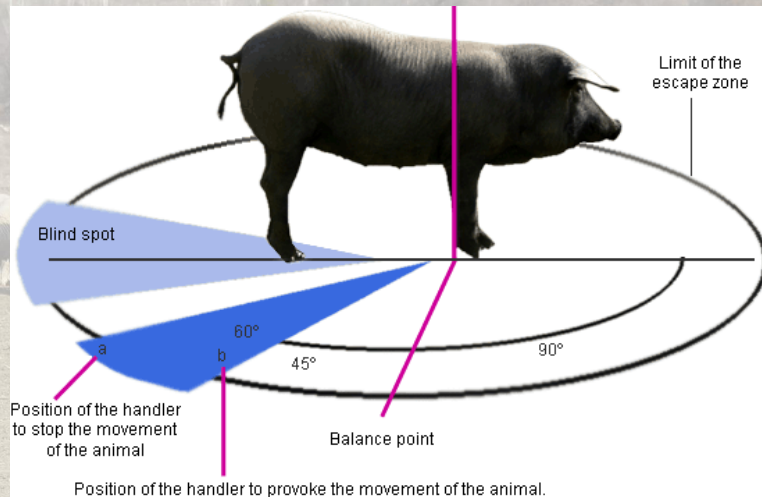 Limit of the
escape zone
Blind spot
60°
a
b
45°
90°
Position of the handler
to stop the movement
of the animal
Balance point
Position of the handler to provoke the movement of the animal.